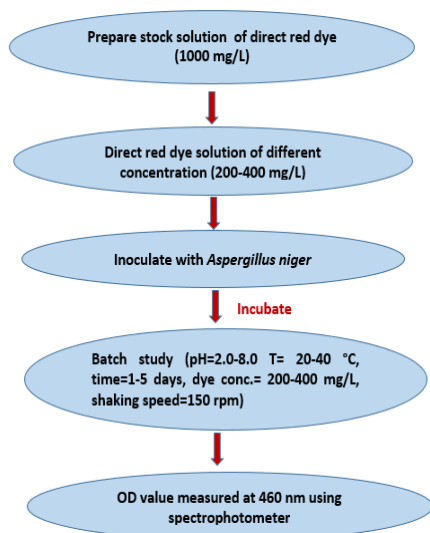 Prepare stock solution of direct red dye
(1000 mg/L)
Direct red dye solution of different
concentration (200-400 mg/L)
Inoculate with Aspergillus niger
Incubate
Batch study (pH=2.0-8.0 T= 20-40 °C,
time=1-5 days, dye conc.= 200-400 mg/L,
shaking speed=150 rpm)
OD value measured at 460 nm using
spectrophotometer